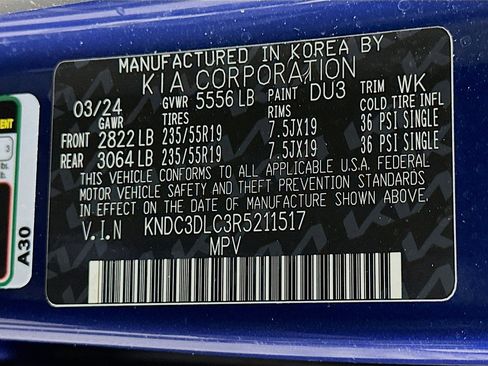 MANUFACTURED IN KOREA BY
KIA CORPORATION
03/24 GVWR 5556 LB PAINT DU3 TRIM WK
GAWR TIRES RIMS COLD TIRE INFL
FRONT 2822 LB 235/55R19 7.5JX19 36 PSI SINGLE
REAR 3064 LB 235/55R19 7.5JX19 36 PSI SINGLE
THIS VEHICLE CONFORMS TO ALL APPLICABLE U.S.A. FEDERAL
MOTOR VEHICLE SAFETY AND THEFT PREVENTION STANDARDS
IN EFFECT ON THE DATE OF MANUFACTURE SHOWN ABOVE.
V.I.N KNDC3DLC3R5211517
MPV
A30